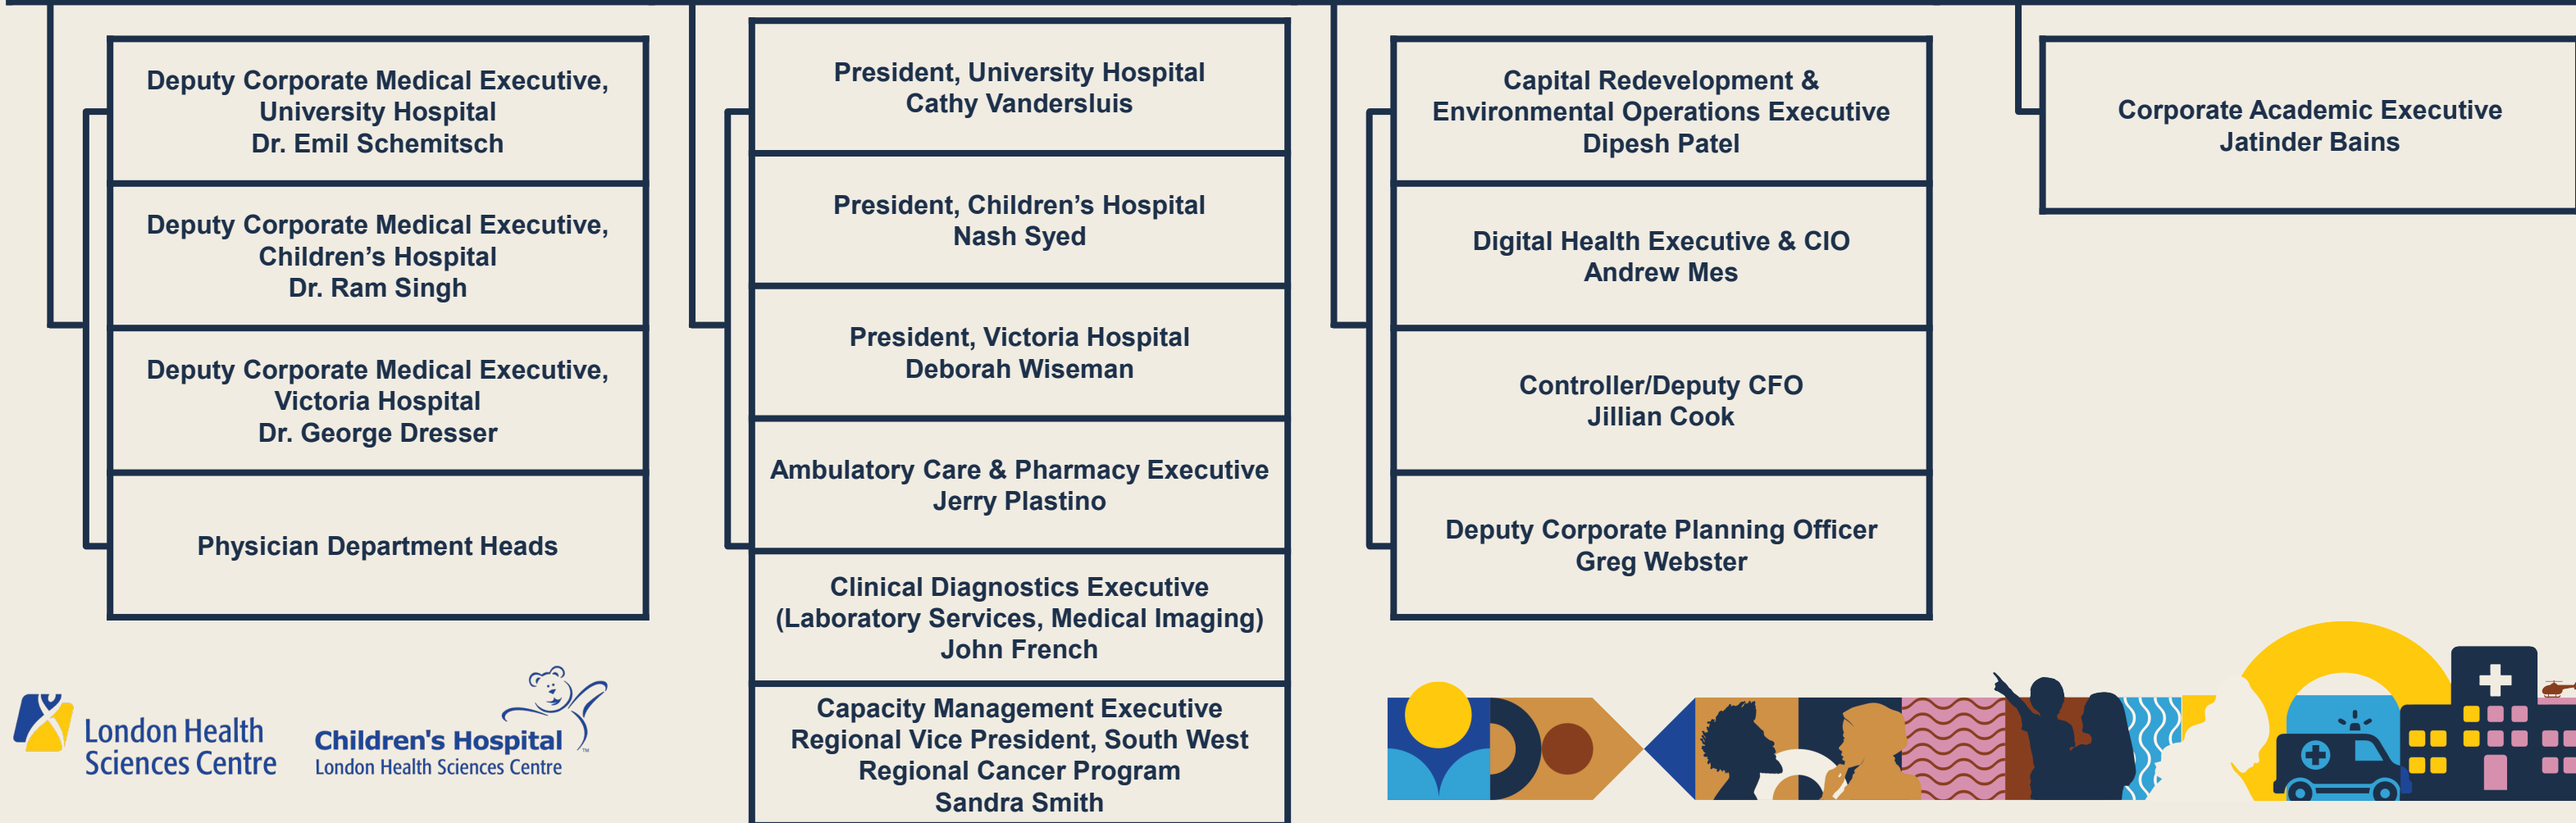 Deputy Corporate Medical Executive,
University Hospital
Dr. Emil Schemitsch
Deputy Corporate Medical Executive,
Children’s Hospital
Dr. Ram Singh
Deputy Corporate Medical Executive,
Victoria Hospital
Dr. George Dresser
Physician Department Heads
President, University Hospital
Cathy Vandersluis
President, Children’s Hospital
Nash Syed
President, Victoria Hospital
Deborah Wiseman
Ambulatory Care & Pharmacy Executive
Jerry Plastino
Clinical Diagnostics Executive
(Laboratory Services, Medical Imaging)
John French
Capacity Management Executive
Regional Vice President, South West
Regional Cancer Program
Sandra Smith
Capital Redevelopment &
Environmental Operations Executive
Dipesh Patel
Digital Health Executive & CIO
Andrew Mes
Controller/Deputy CFO
Jillian Cook
Deputy Corporate Planning Officer
Greg Webster
Corporate Academic Executive
Jatinder Bains
London Health
Sciences Centre
Children's Hospital
London Health Sciences Centre
™